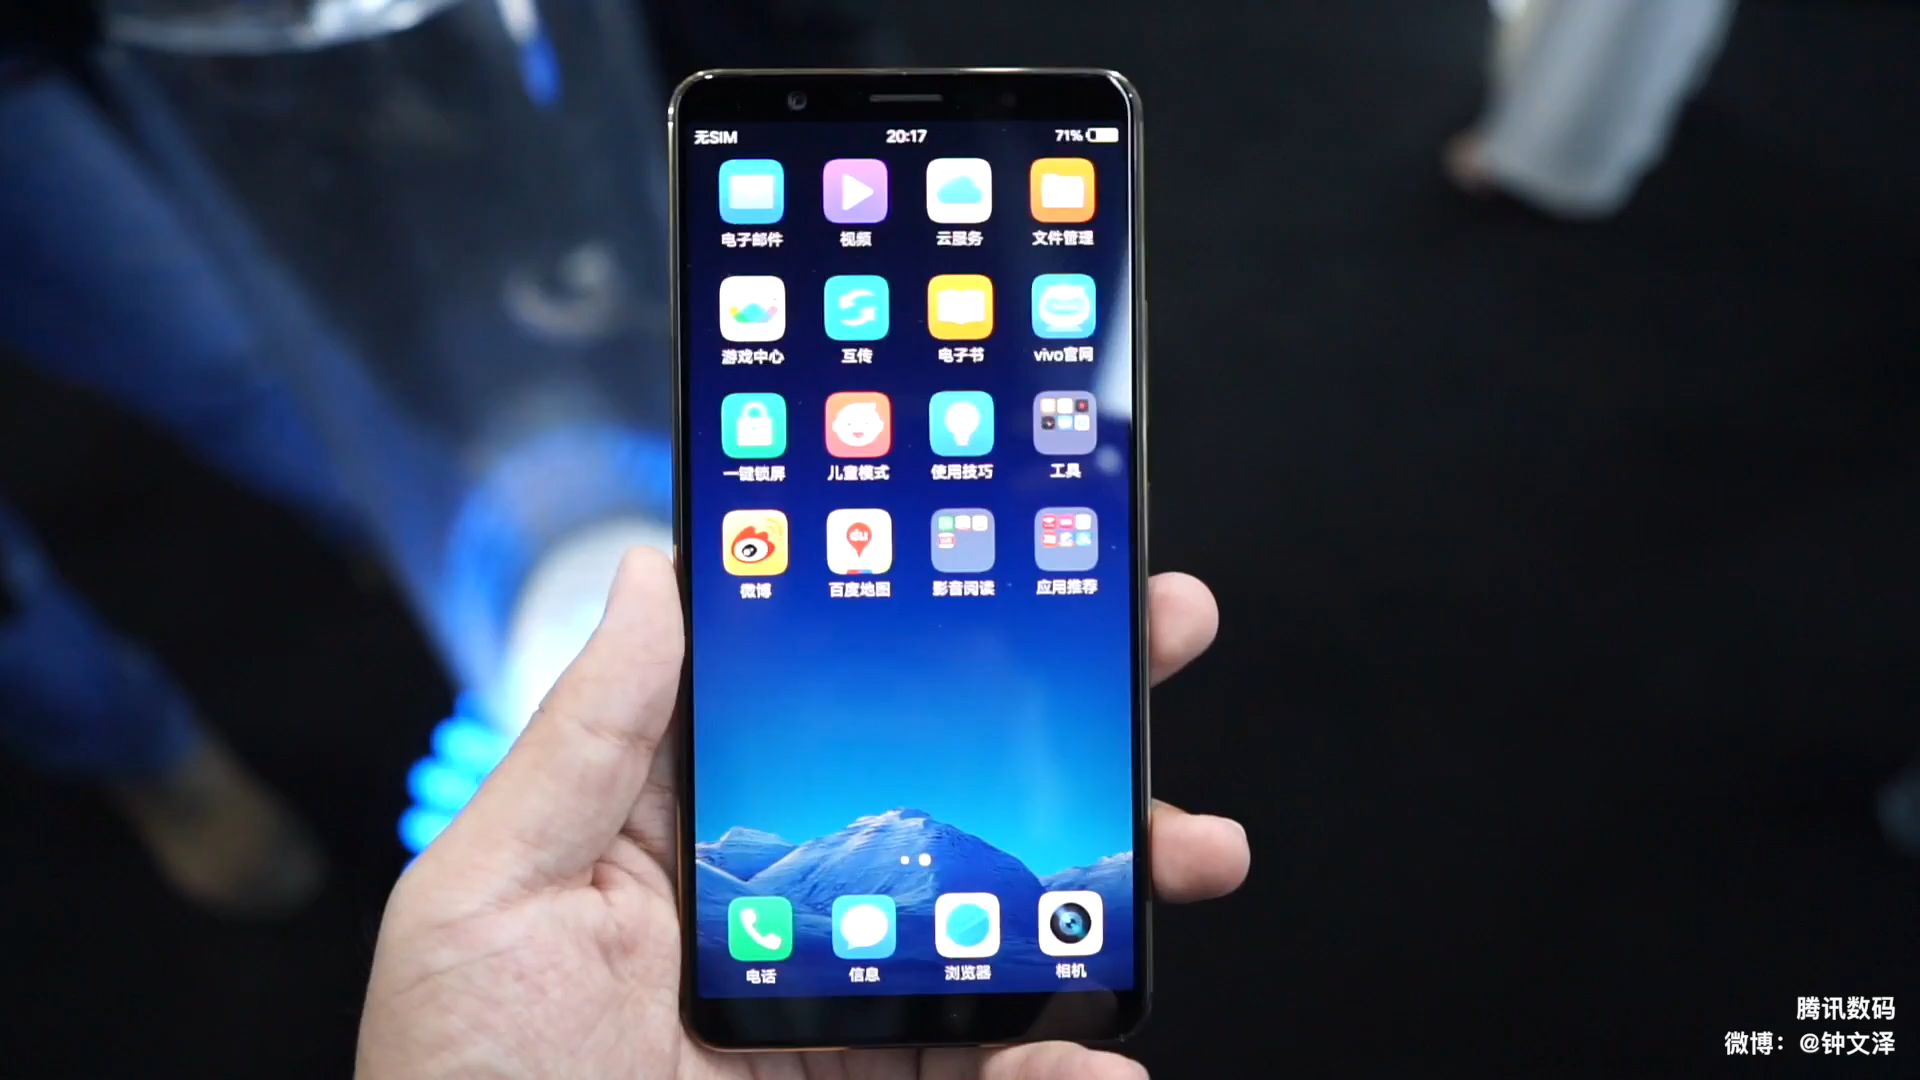 无SIM 20:17 71%
电子邮件 视频 云服务 文件管理
游戏中心 互传 电子书 vivo官网
一键锁屏 儿童模式 使用技巧 工具
du
微博 百度地图 影音阅读 应用推荐
电话 信息 浏览器 相机
腾讯数码
微博：@钟文泽